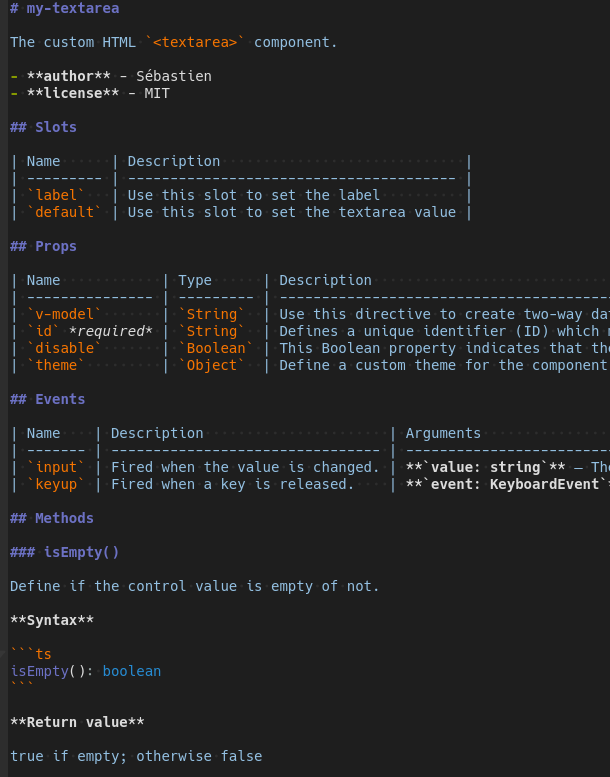 # my-textarea
The custom HTML `<textarea>` component.
- **author** - Sébastien
- **license** - MIT
## Slots
| Name      | Description                             |
| --------- | --------------------------------------- |
| `label`   | Use this slot to set the label          |
| `default` | Use this slot to set the textarea value |
## Props
| Name            | Type      | Description
| --------------- | --------- | ---------------------------------------
| `v-model`       | `String`  | Use this directive to create two-way
| `id` *required* | `String`  | Defines a unique identifier (ID) which
| `disable`       | `Boolean` | This Boolean property indicates that
| `theme`         | `Object`  | Define a custom theme for the component
## Events
| Name    | Description                      | Arguments
| ------- | -------------------------------- | ------------------------
| `input` | Fired when the value is changed. | **`value: string`** —
| `keyup` | Fired when a key is released.    | **`event: KeyboardEvent`
## Methods
### isEmpty()
Define if the control value is empty of not.
**Syntax**
```ts
isEmpty(): boolean
```
**Return value**
true if empty; otherwise false